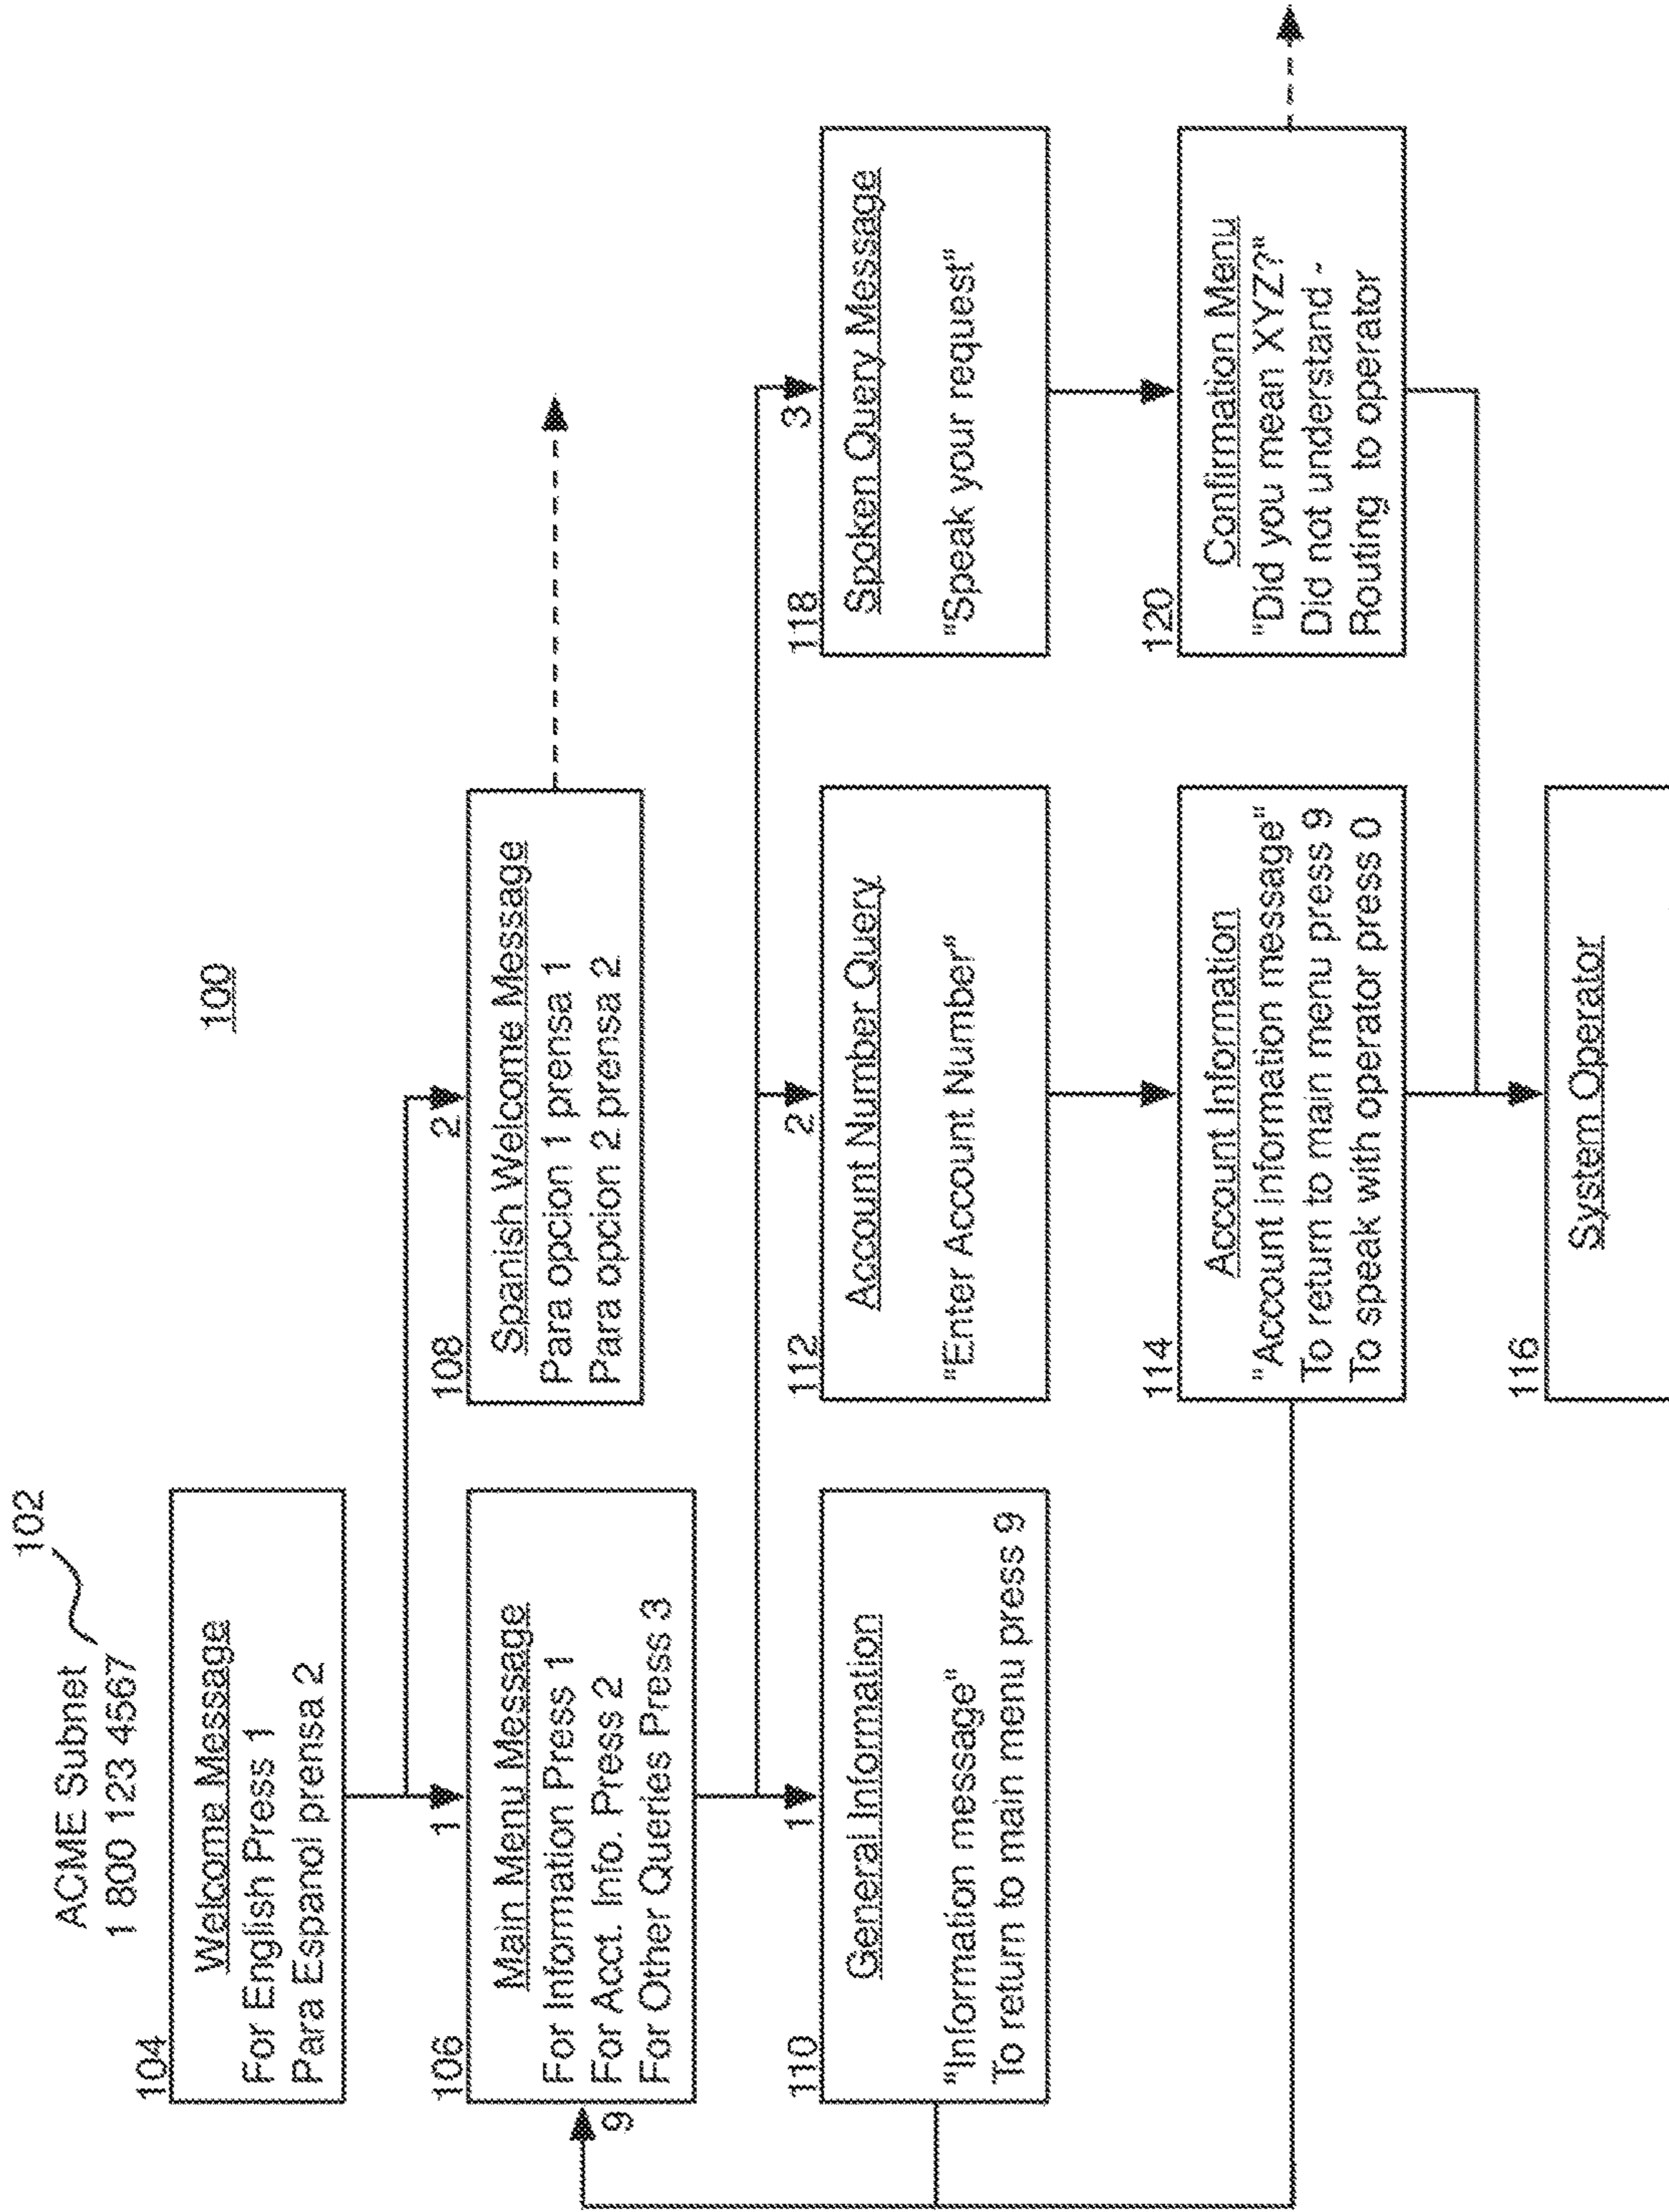 100
ACME Subnet
1 800 123 4567
102
104
Welcome Message
For English Press 1
Para Espanol prensa 2
1
2
106
Main Menu Message
For Information Press 1
For Acct. Info. Press 2
For Other Queries Press 3
9
108
Spanish Welcome Message
Para opcion 1 prensa 1
Para opcion 2 prensa 2
1
2
3
110
General Information
"Information message"
To return to main menu press 9
112
Account Number Query
"Enter Account Number"
118
Spoken Query Message
"Speak your request"
114
Account Information
"Account Information message"
To return to main menu press 9
To speak with operator press 0
120
Confirmation Menu
"Did you mean XYZ?"
Did not understand -
Routing to operator
116
System Operator